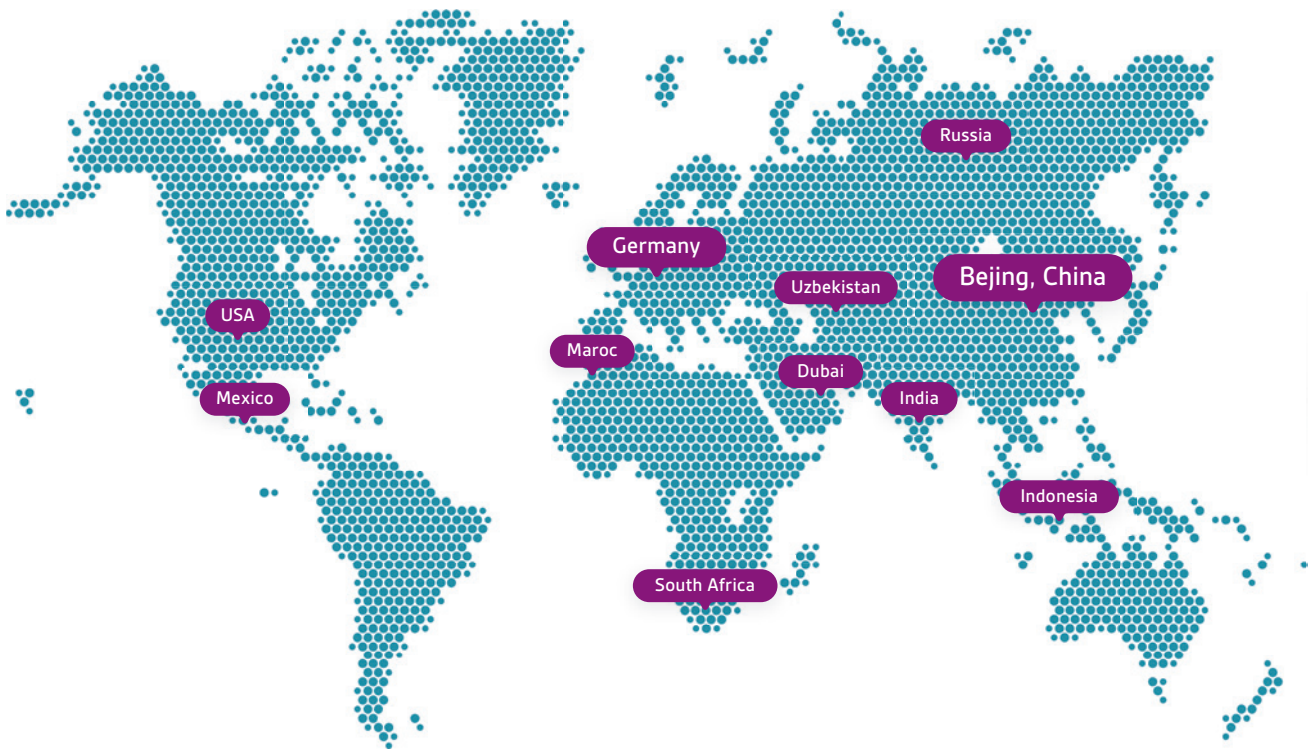 Russia
Germany
Bejing, China
Uzbekistan
USA
Maroc
Dubai
Mexico
India
Indonesia
South Africa